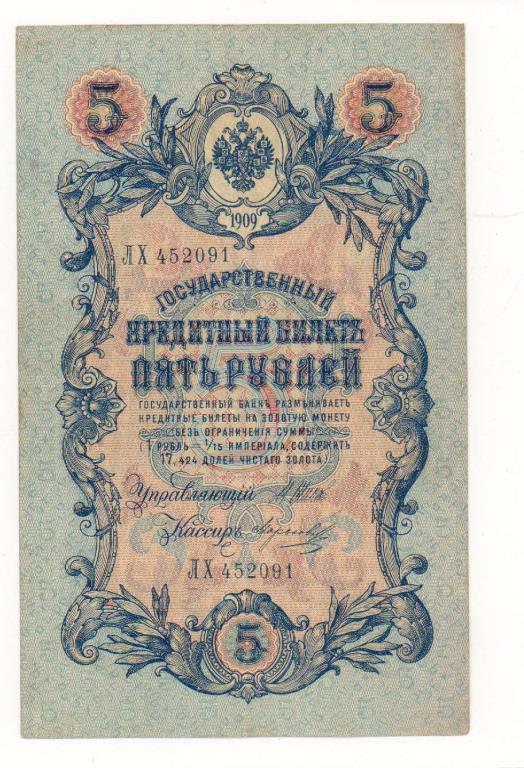 5 5
1909
ЛХ 452091
ГОСУДАРСТВЕННЫЙ
КРЕДИТНЫЙ БИЛЕТЪ
ПЯТЬ РУБЛЕЙ
ГОСУДАРСТВЕННЫЙ БАНКЪ РАЗМѢНИВАЕТЪ
КРЕДИТНЫЕ БИЛЕТЫ НА ЗОЛОТУЮ МОНЕТУ
БЕЗЪ ОГРАНИЧЕНІЯ СУММЫ
(1 РУБЛЬ = 1/15 ИМПЕРІАЛА, СОДЕРЖИТЪ
17,424 ДОЛЕЙ ЧИСТАГО ЗОЛОТА)
Управляющій
Кассиръ
ЛХ 452091
5